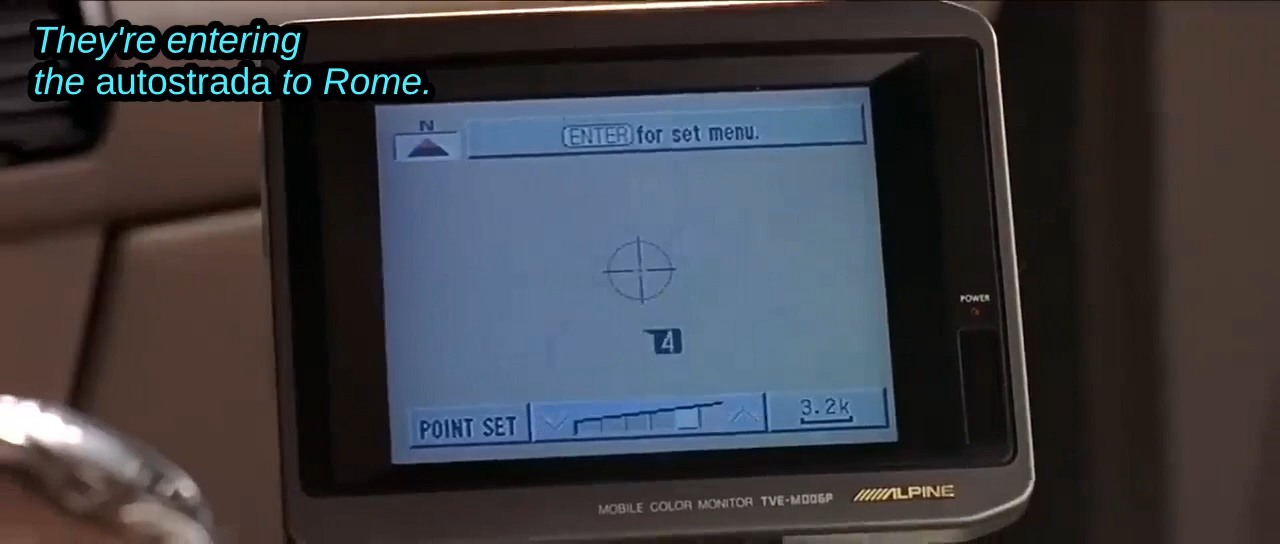 They're entering
the autostrada to Rome.
N
ENTER for set menu.
4
POWER
POINT SET
3.2k
MOBILE COLOR MONITOR TVE-M006P ALPINE